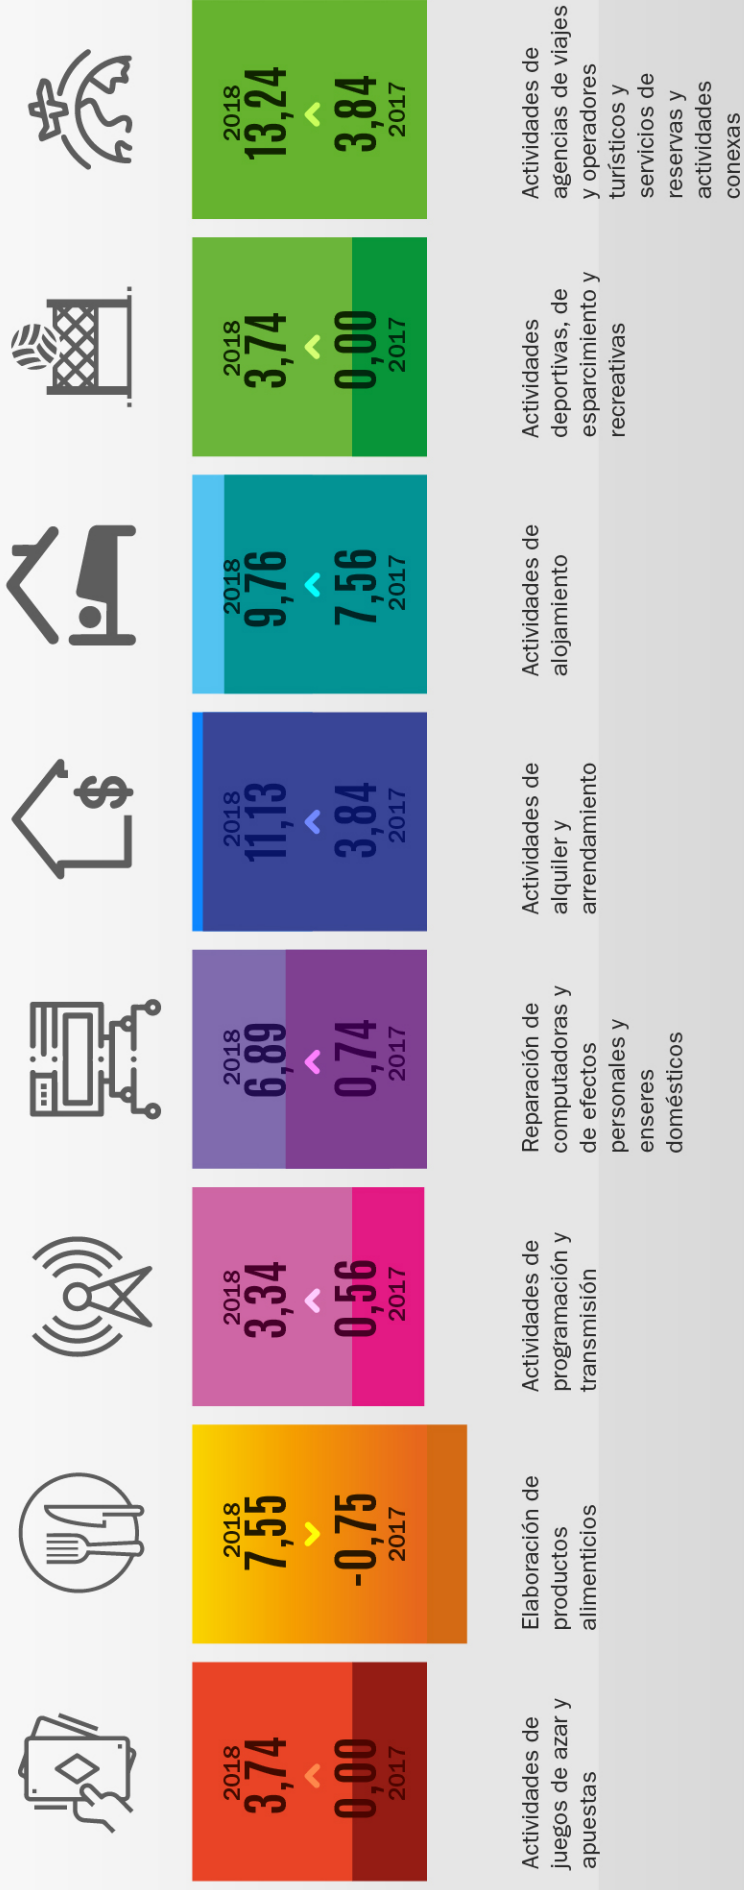 2018
3,74
0,00
2017
Actividades de
juegos de azar y
apuestas
2018
7,55
-0,75
2017
Elaboración de
productos
alimenticios
2018
3,34
0,56
2017
Actividades de
programación y
transmisión
2018
6,89
0,74
2017
Reparación de
computadoras y
de efectos
personales y
enseres
domésticos
2018
11,13
3,84
2017
Actividades de
alquiler y
arrendamiento
2018
9,76
7,56
2017
Actividades de
alojamiento
2018
3,74
0,00
2017
Actividades
deportivas, de
esparcimiento y
recreativas
2018
13,24
3,84
2017
Actividades de
agencias de viajes
y operadores
turísticos y
servicios de
reservas y
actividades
conexas